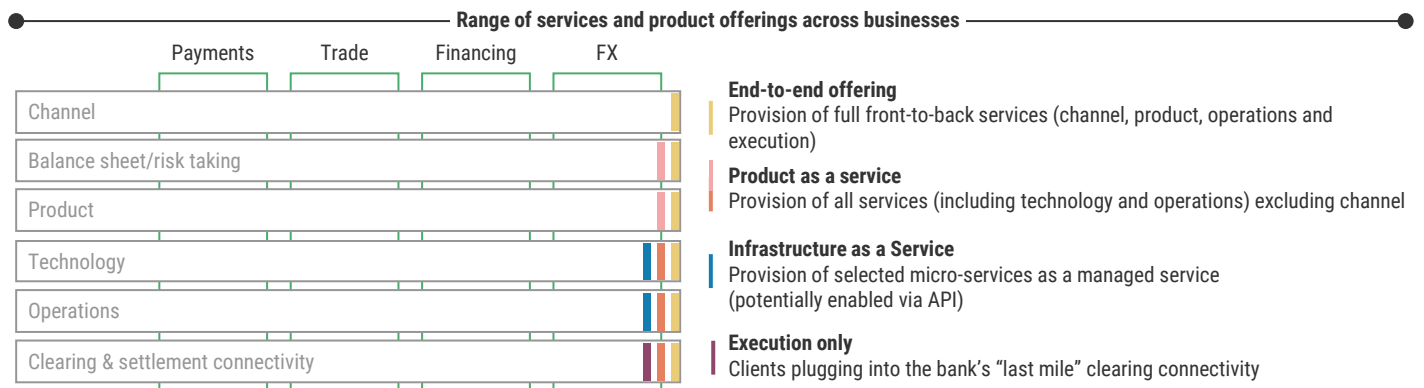 Range of services and product offerings across businesses
Payments Trade Financing FX
Channel
Balance sheet/risk taking
Product
Technology
Operations
Clearing & settlement connectivity
End-to-end offering
Provision of full front-to-back services (channel, product, operations and
execution)
Product as a service
Provision of all services (including technology and operations) excluding channel
Infrastructure as a Service
Provision of selected micro-services as a managed service
(potentially enabled via API)
Execution only
Clients plugging into the bank’s “last mile” clearing connectivity